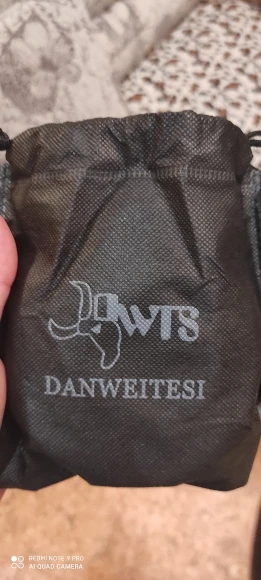 DWTS
DANWEITESI
REDMI NOTE 9 PRO
AI QUAD CAMERA